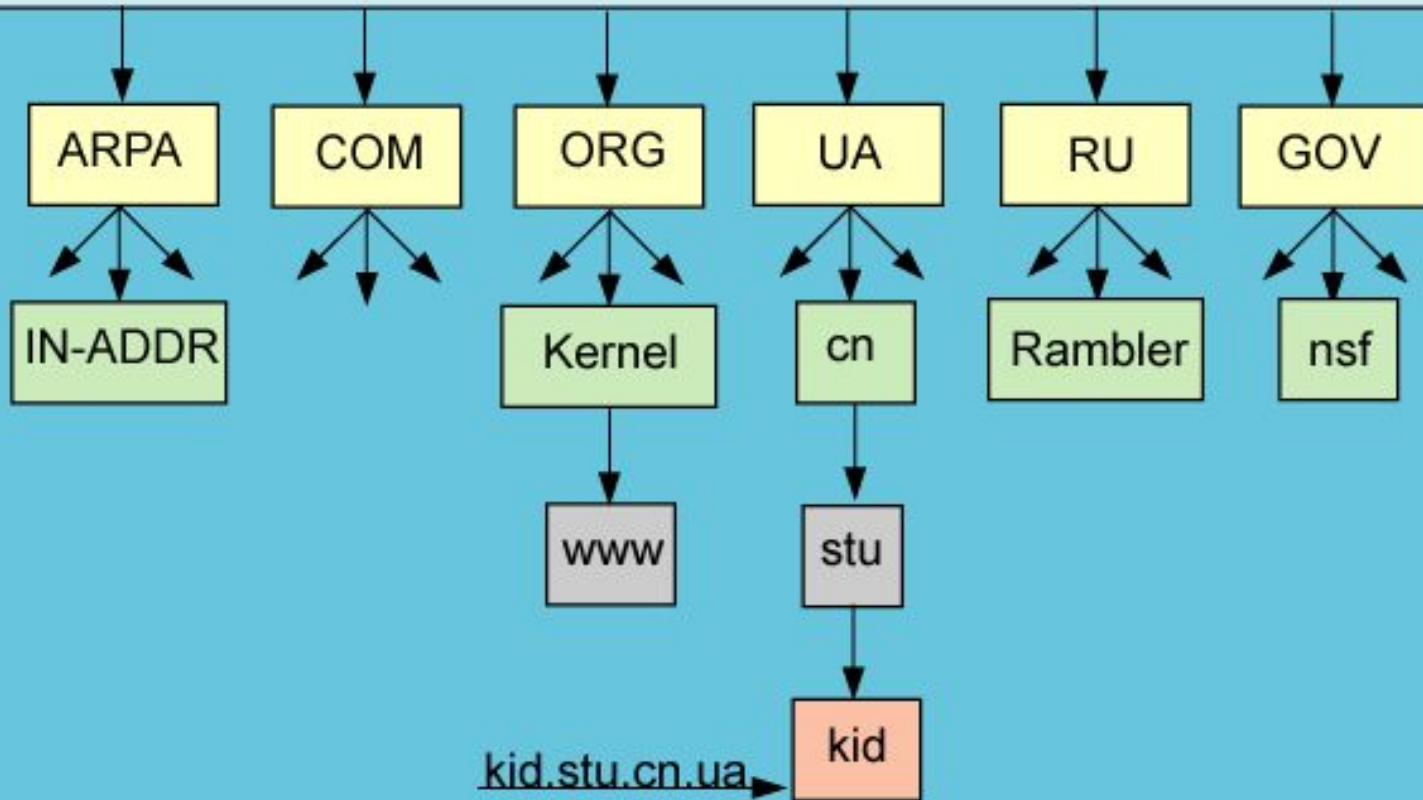 ARPA
COM
ORG
UA
RU
GOV
IN-ADDR
Kernel
cn
Rambler
nsf
www
stu
kid
kid.stu.cn.ua